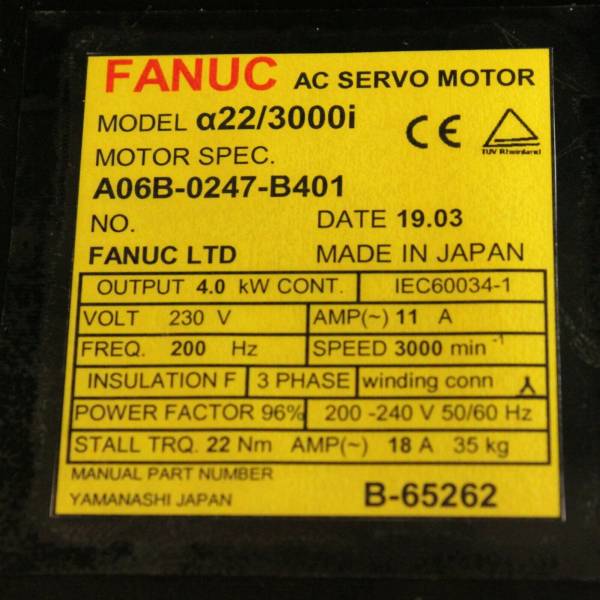 FANUC AC SERVO MOTOR
MODEL α22/3000i
CE
TUV Rheinland
MOTOR SPEC.
A06B-0247-B401
NO. DATE 19.03
FANUC LTD MADE IN JAPAN
OUTPUT 4.0 kW CONT. IEC60034-1
VOLT 230 V AMP(~) 11 A
FREQ. 200 Hz SPEED 3000 min⁻¹
INSULATION F 3 PHASE winding conn
POWER FACTOR 96% 200 -240 V 50/60 Hz
STALL TRQ. 22 Nm AMP(~) 18 A 35 kg
MANUAL PART NUMBER
YAMANASHI JAPAN B-65262